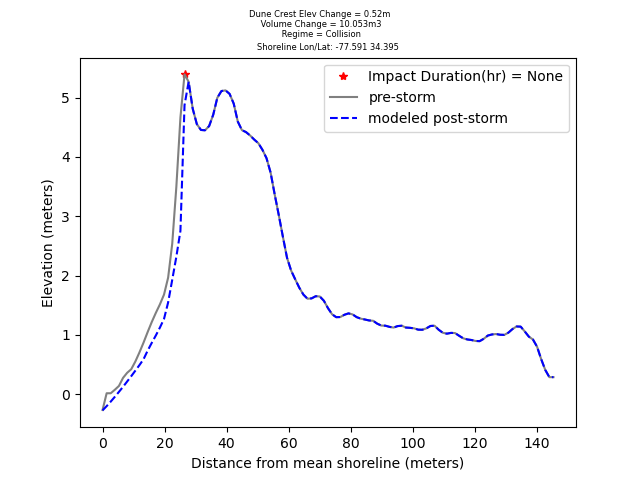 Dune Crest Elev Change = 0.52m
Volume Change = 10.053m3
Regime = Collision
Shoreline Lon/Lat: -77.591 34.395
Impact Duration(hr) = None
pre-storm
modeled post-storm
Elevation (meters)
5
4
3
2
1
0
0 20 40 60 80 100 120 140
Distance from mean shoreline (meters)